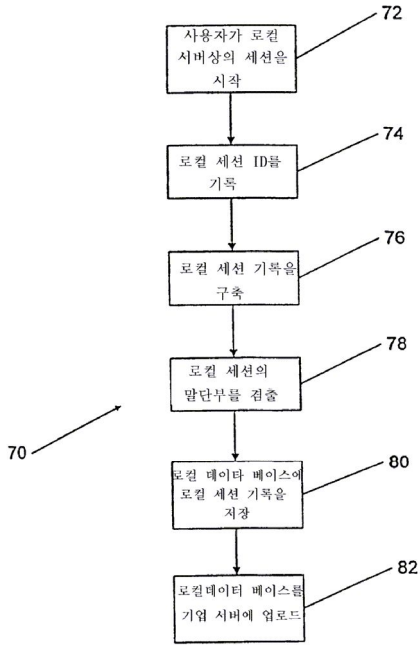 사용자가 로컬
서버상의 세션을
시작
72
로컬 세션 ID를
기록
74
로컬 세션 기록을
구축
76
로컬 세션의
말단부를 검출
78
70
로컬 데이타 베이스에
로컬 세션 기록을
저장
80
로컬데이터 베이스를
기업 서버에 업로드
82